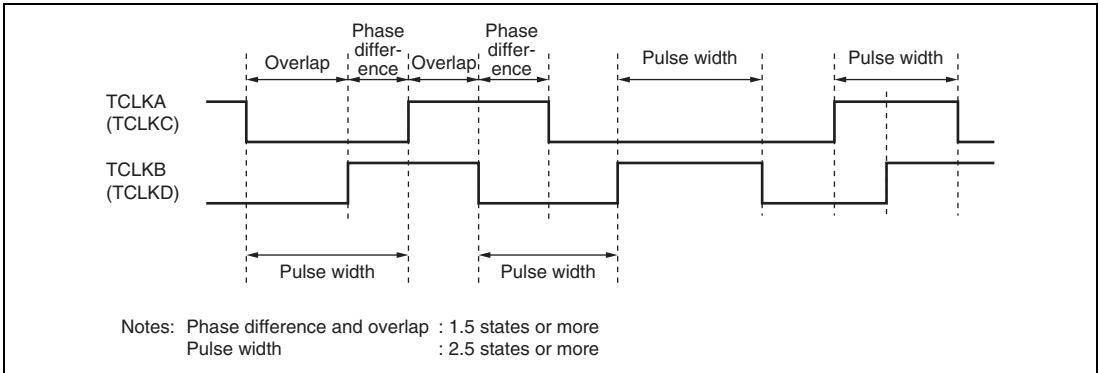 Overlap
Phase
differ-
ence
Overlap
Phase
differ-
ence
Pulse width
Pulse width
TCLKA
(TCLKC)
TCLKB
(TCLKD)
Pulse width
Pulse width
Notes: Phase difference and overlap : 1.5 states or more
Pulse width : 2.5 states or more